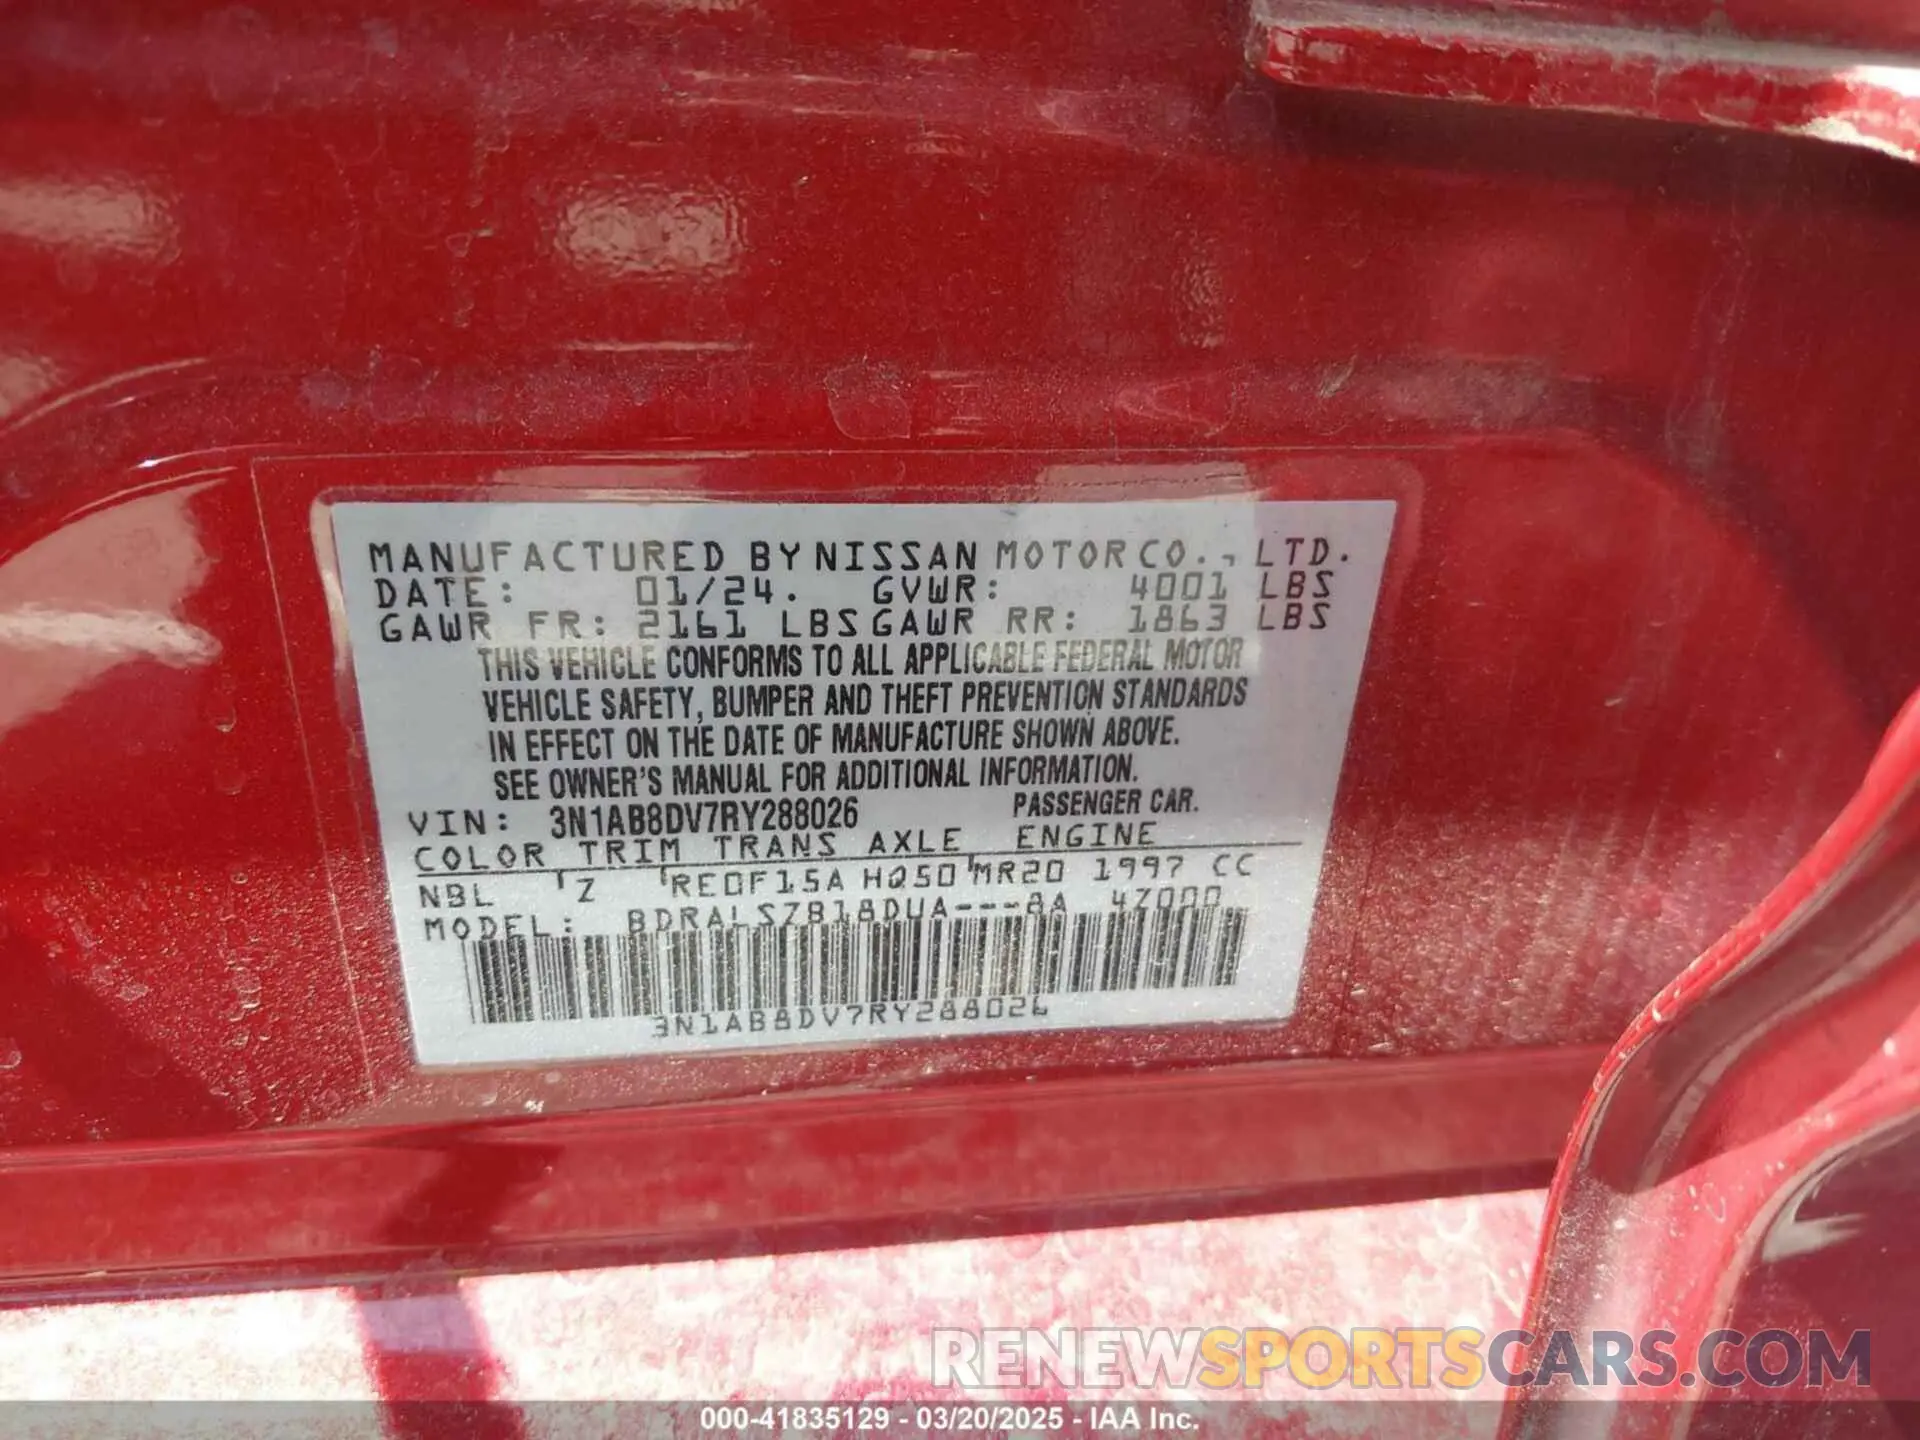 MANUFACTURED BY NISSAN MOTOR CO., LTD.
DATE: 01/24. GVWR: 4001 LBS
GAWR FR: 2161 LBS GAWR RR: 1863 LBS
THIS VEHICLE CONFORMS TO ALL APPLICABLE FEDERAL MOTOR
VEHICLE SAFETY, BUMPER AND THEFT PREVENTION STANDARDS
IN EFFECT ON THE DATE OF MANUFACTURE SHOWN ABOVE.
SEE OWNER'S MANUAL FOR ADDITIONAL INFORMATION.
VIN: 3N1AB8DV7RY288026 PASSENGER CAR.
COLOR TRIM TRANS AXLE ENGINE
NBL Z RE0F15A HQ50 MR20 1997 CC
MODEL: BDRALSZ818DUA---8A 47000
3N1AB8DV7RY288026
RENEWSPORTSCARS.COM
000-41835129 - 03/20/2025 - IAA Inc.